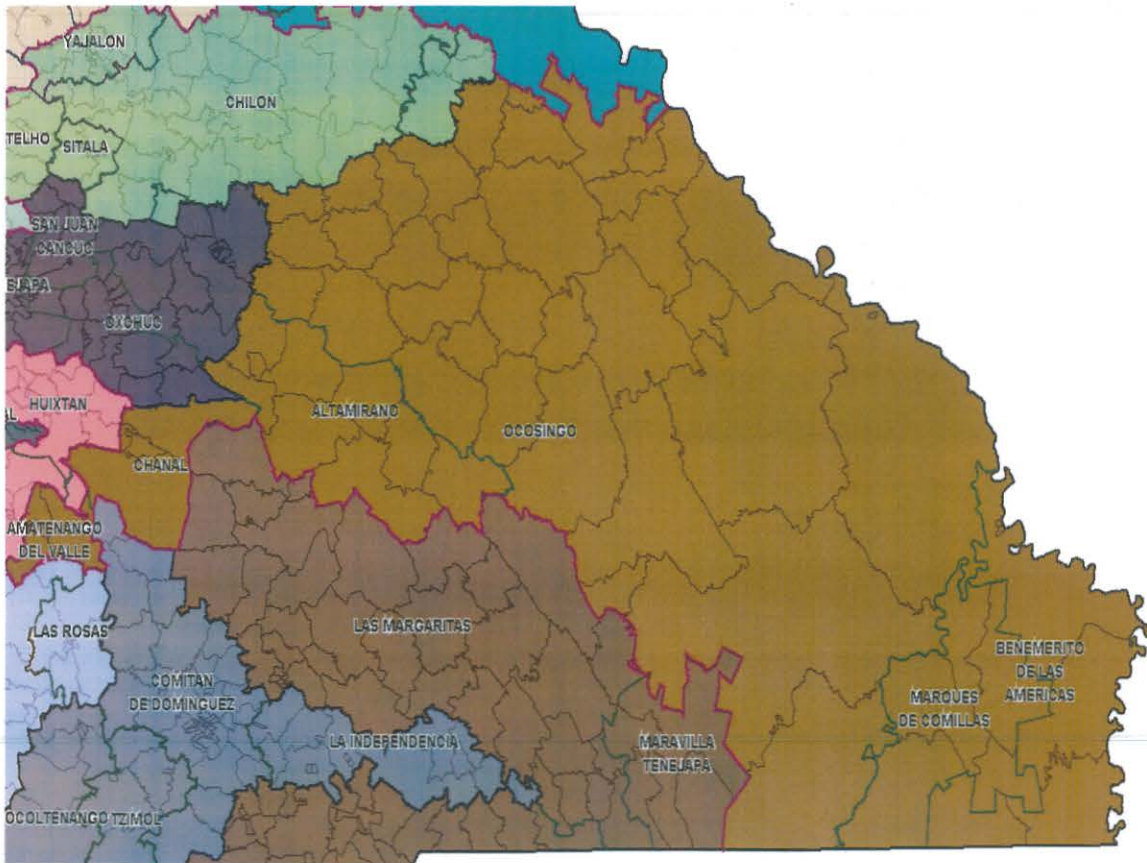 YAJALON
CHILON
TELHO
SITALA
SAN JUAN
CANCUC
EJAPA
OXCHUC
HUIXTAN
AL
ALTAMIRANO
OCOSINGO
CHANAL
AMATENANGO
DEL VALLE
LAS ROSAS
LAS MARGARITAS
BENEMERITO
DE LAS
AMERICAS
COMITAN
DE DOMINGUEZ
MARQUES
DE COMILLAS
LA INDEPENDENCIA
MARAVILLA
TENEJAPA
OCOLTENANGO
TZIMOL